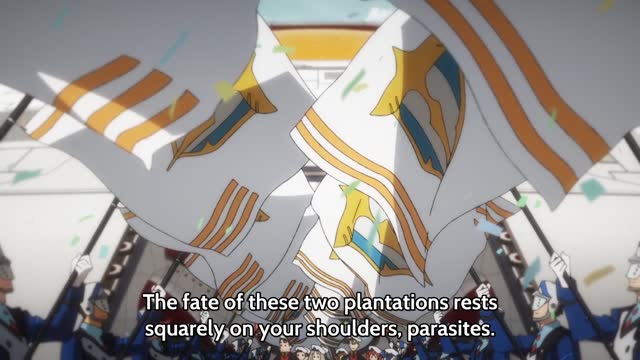 The fate of these two plantations rests
squarely on your shoulders, parasites.